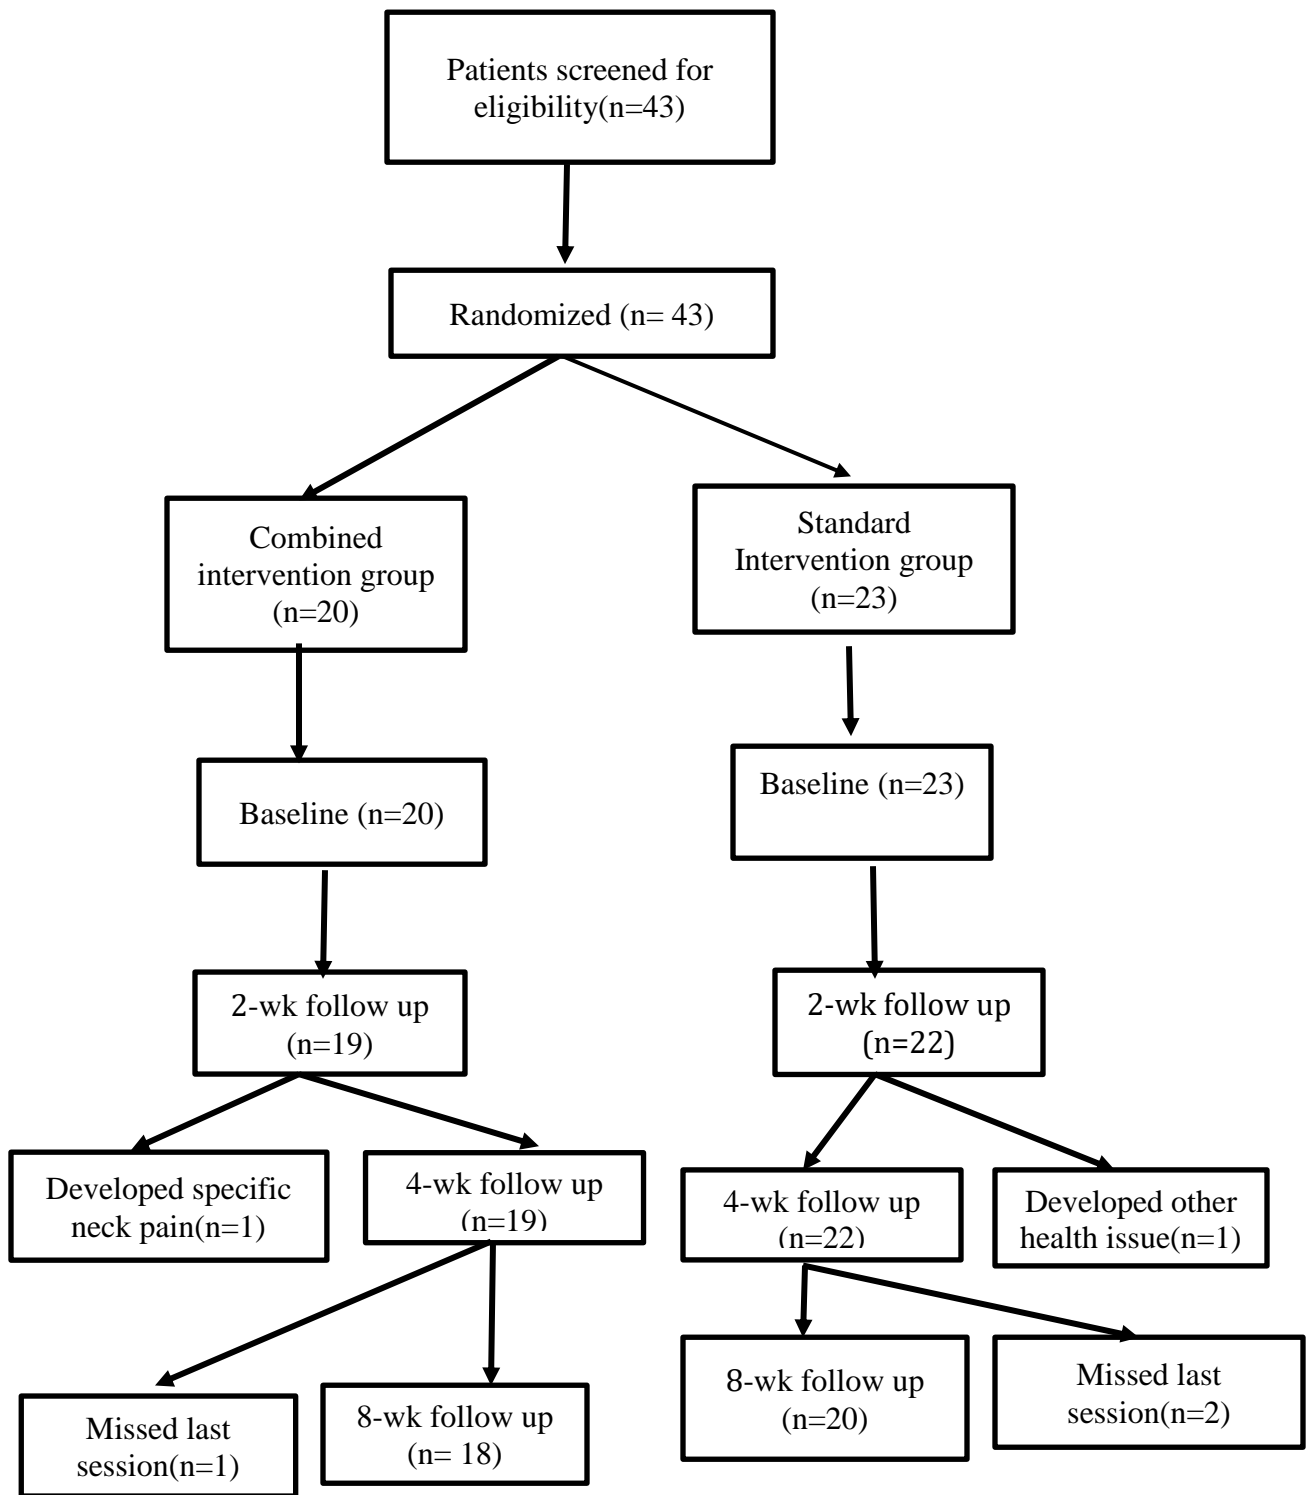 Patients screened for
eligibility(n=43)
Randomized (n= 43)
Combined
intervention group
(n=20)
Standard
Intervention group
(n=23)
Baseline (n=20)
Baseline (n=23)
2-wk follow up
(n=19)
2-wk follow up
(n=22)
Developed specific
neck pain(n=1)
4-wk follow up
(n=19)
4-wk follow up
(n=22)
Developed other
health issue(n=1)
Missed last
session(n=1)
8-wk follow up
(n= 18)
8-wk follow up
(n=20)
Missed last
session(n=2)